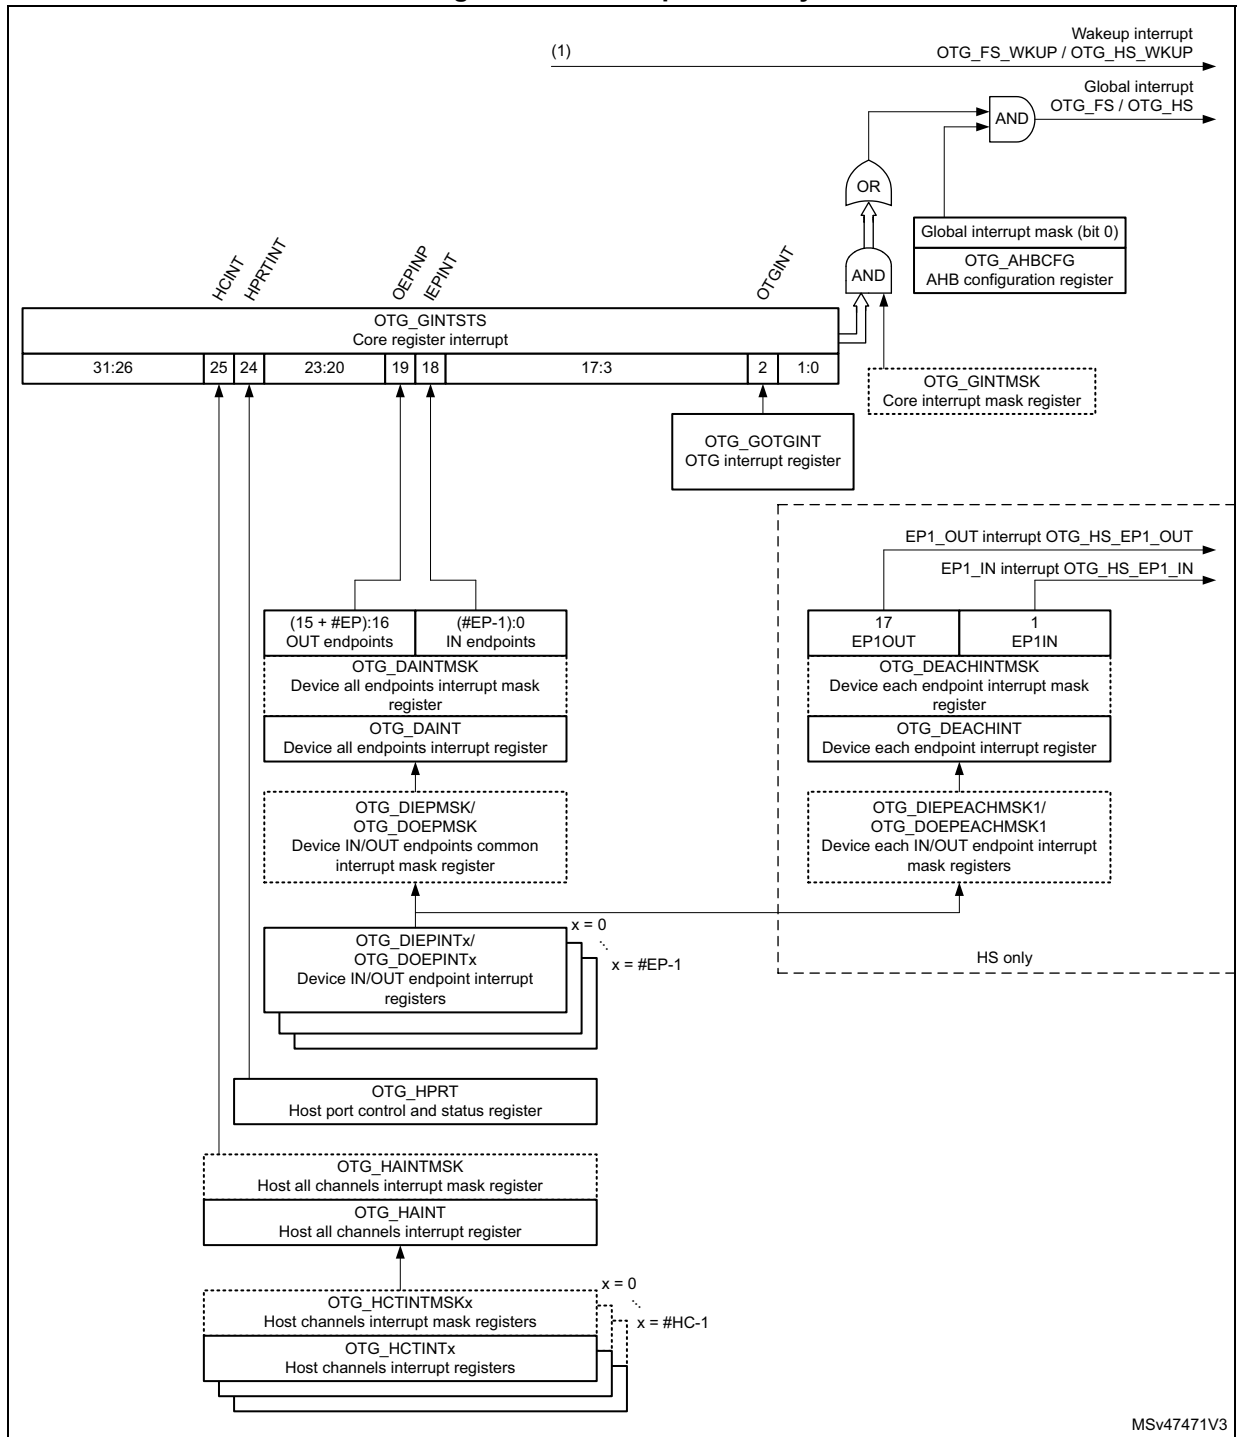 (1)
Wakeup interrupt
OTG_FS_WKUP / OTG_HS_WKUP
Global interrupt
OTG_FS / OTG_HS
AND
OR
Global interrupt mask (bit 0)
OTG_AHBCFG
AHB configuration register
AND
HCINT
HPRTINT
OEPINP
IEPINT
OTGINT
OTG_GINTSTS
Core register interrupt
31:26 25 24 23:20 19 18 17:3 2 1:0
OTG_GINTMSK
Core interrupt mask register
OTG_GOTGINT
OTG interrupt register
EP1_OUT interrupt OTG_HS_EP1_OUT
EP1_IN interrupt OTG_HS_EP1_IN
(15 + #EP):16
OUT endpoints
(#EP-1):0
IN endpoints
OTG_DAINTMSK
Device all endpoints interrupt mask
register
OTG_DAINT
Device all endpoints interrupt register
17
EP1OUT
1
EP1IN
OTG_DEACHINTMSK
Device each endpoint interrupt mask
register
OTG_DEACHINT
Device each endpoint interrupt register
OTG_DIEPMSK/
OTG_DOEPMSK
Device IN/OUT endpoints common
interrupt mask register
OTG_DIEPEACHMSK1/
OTG_DOEPEACHMSK1
Device each IN/OUT endpoint interrupt
mask registers
OTG_DIEPINTx/
OTG_DOEPINTx
Device IN/OUT endpoint interrupt
registers
x = 0
x = #EP-1
HS only
OTG_HPRT
Host port control and status register
OTG_HAINTMSK
Host all channels interrupt mask register
OTG_HAINT
Host all channels interrupt register
OTG_HCTINTMSKx
Host channels interrupt mask registers
OTG_HCTINTx
Host channels interrupt registers
x = 0
x = #HC-1
MSv47471V3